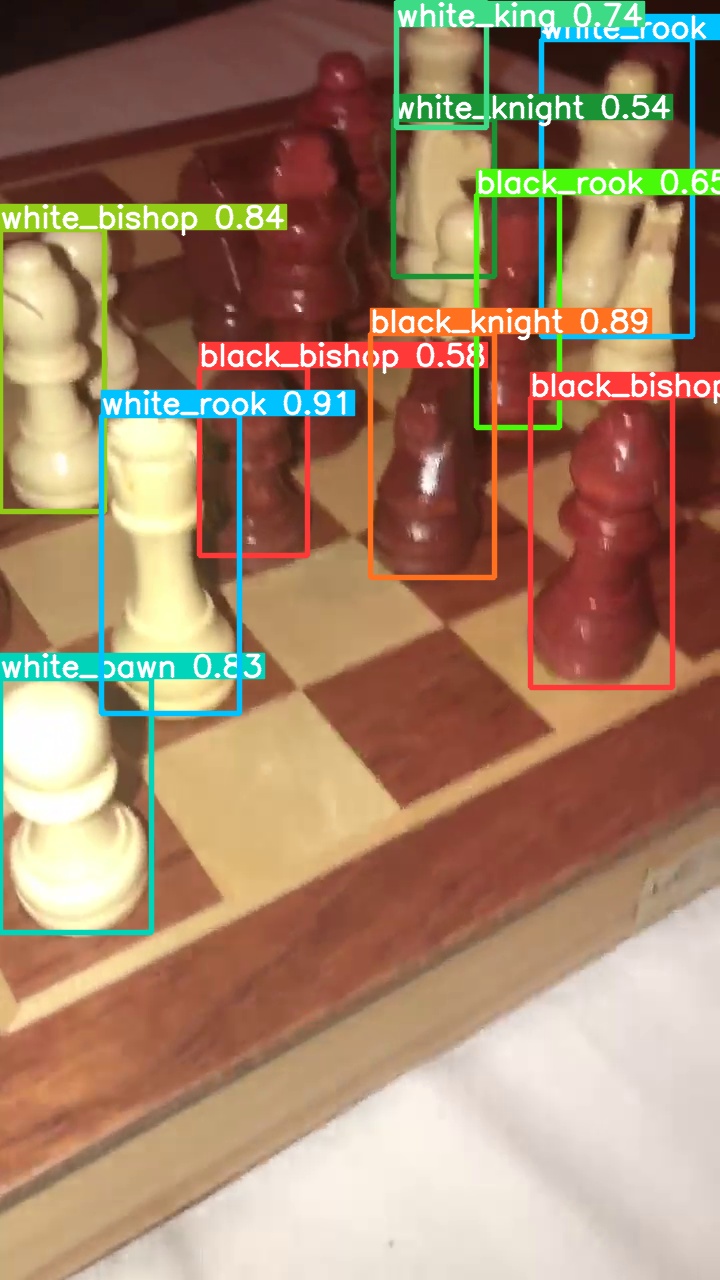 white_king 0.74
white_rook
white_knight 0.54
black_rook 0.65
white_bishop 0.84
black_knight 0.89
black_bishop 0.58
black_bishop
white_rook 0.91
white_pawn 0.83